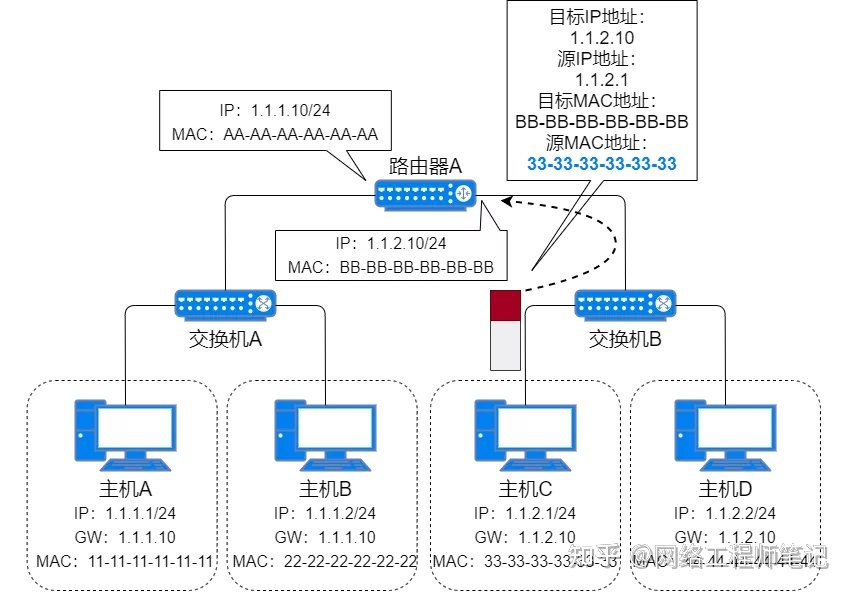 目标IP地址：
1.1.2.10
源IP地址：
1.1.2.1
目标MAC地址：
BB-BB-BB-BB-BB-BB
源MAC地址：
33-33-33-33-33-33
IP：1.1.1.10/24
MAC：AA-AA-AA-AA-AA-AA
路由器A
IP：1.1.2.10/24
MAC：BB-BB-BB-BB-BB-BB
交换机A
交换机B
主机A
IP：1.1.1.1/24
GW：1.1.1.10
MAC：11-11-11-11-11-11
主机B
IP：1.1.1.2/24
GW：1.1.1.10
MAC：22-22-22-22-22-22
主机C
IP：1.1.2.1/24
GW：1.1.2.10
MAC：33-33-33-33-33-33
主机D
IP：1.1.2.2/24
GW：1.1.2.10
MAC：44-44-44-44-44-44
知乎 @网络工程师笔记